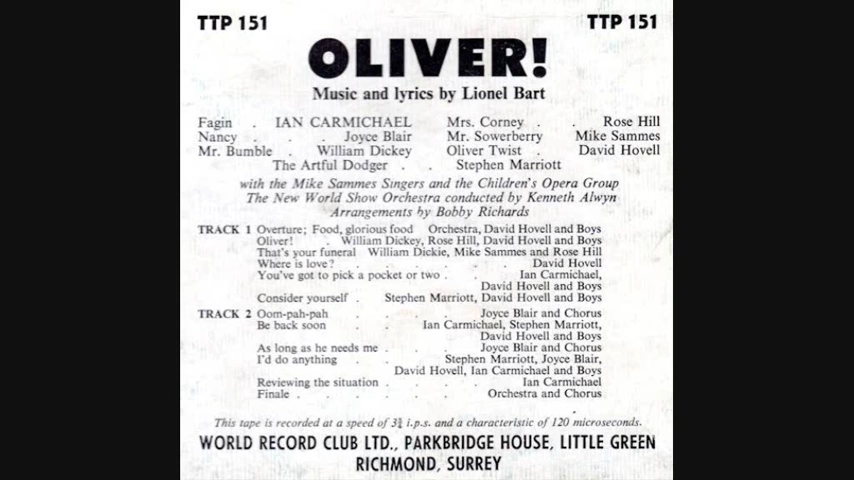 TTP 151 TTP 151
OLIVER!
Music and lyrics by Lionel Bart
Fagin . IAN CARMICHAEL Mrs. Corney . . Rose Hill
Nancy . . . Joyce Blair Mr. Sowerberry Mike Sammes
Mr. Bumble . William Dickey Oliver Twist . David Hovell
The Artful Dodger . . Stephen Marriott
with the Mike Sammes Singers and the Children's Opera Group
The New World Show Orchestra conducted by Kenneth Alwyn
Arrangements by Bobby Richards
TRACK 1 Overture; Food, glorious food Orchestra, David Hovell and Boys
Oliver! . William Dickey, Rose Hill, David Hovell and Boys
That's your funeral William Dickie, Mike Sammes and Rose Hill
Where is love? . . . . . . David Hovell
You've got to pick a pocket or two . . Ian Carmichael,
David Hovell and Boys
Consider yourself . Stephen Marriott, David Hovell and Boys
TRACK 2 Oom-pah-pah . . . . Joyce Blair and Chorus
Be back soon . . Ian Carmichael, Stephen Marriott,
David Hovell and Boys
As long as he needs me . . . Joyce Blair and Chorus
I'd do anything . . . Stephen Marriott, Joyce Blair,
David Hovell, Ian Carmichael and Boys
Reviewing the situation . . . . Ian Carmichael
Finale . . . . . . Orchestra and Chorus
This tape is recorded at a speed of 3¾ i.p.s. and a characteristic of 120 microseconds.
WORLD RECORD CLUB LTD., PARKBRIDGE HOUSE, LITTLE GREEN
RICHMOND, SURREY